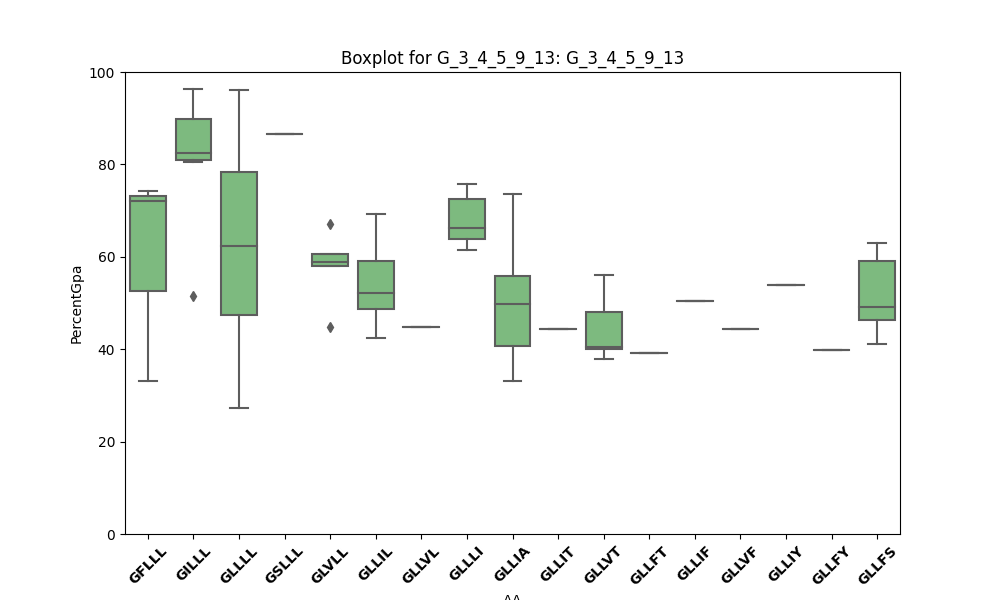 Boxplot for G_3_4_5_9_13: G_3_4_5_9_13
100
80
60
40
20
0
PercentGpa
GFLLL GILLL GLLLL GSLLL GLVLL GLLIL GLLVL GLLLI GLLIA GLLIT GLLVT GLLFT GLLIF GLLVF GLLIY GLLFY GLLFS
AA